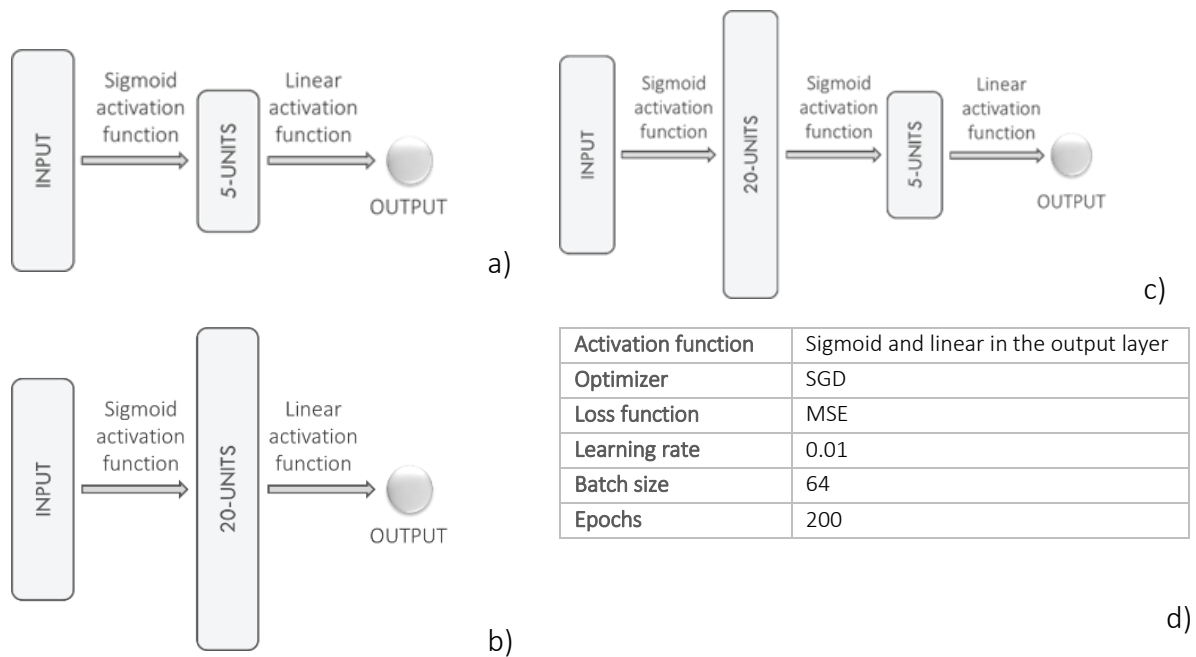 INPUT
Sigmoid
activation
function
5-UNITS
Linear
activation
function
OUTPUT
a)
INPUT
Sigmoid
activation
function
20-UNITS
Sigmoid
activation
function
5-UNITS
Linear
activation
function
OUTPUT
c)
INPUT
Sigmoid
activation
function
20-UNITS
Linear
activation
function
OUTPUT
b)
Activation function Sigmoid and linear in the output layer
Optimizer SGD
Loss function MSE
Learning rate 0.01
Batch size 64
Epochs 200
d)